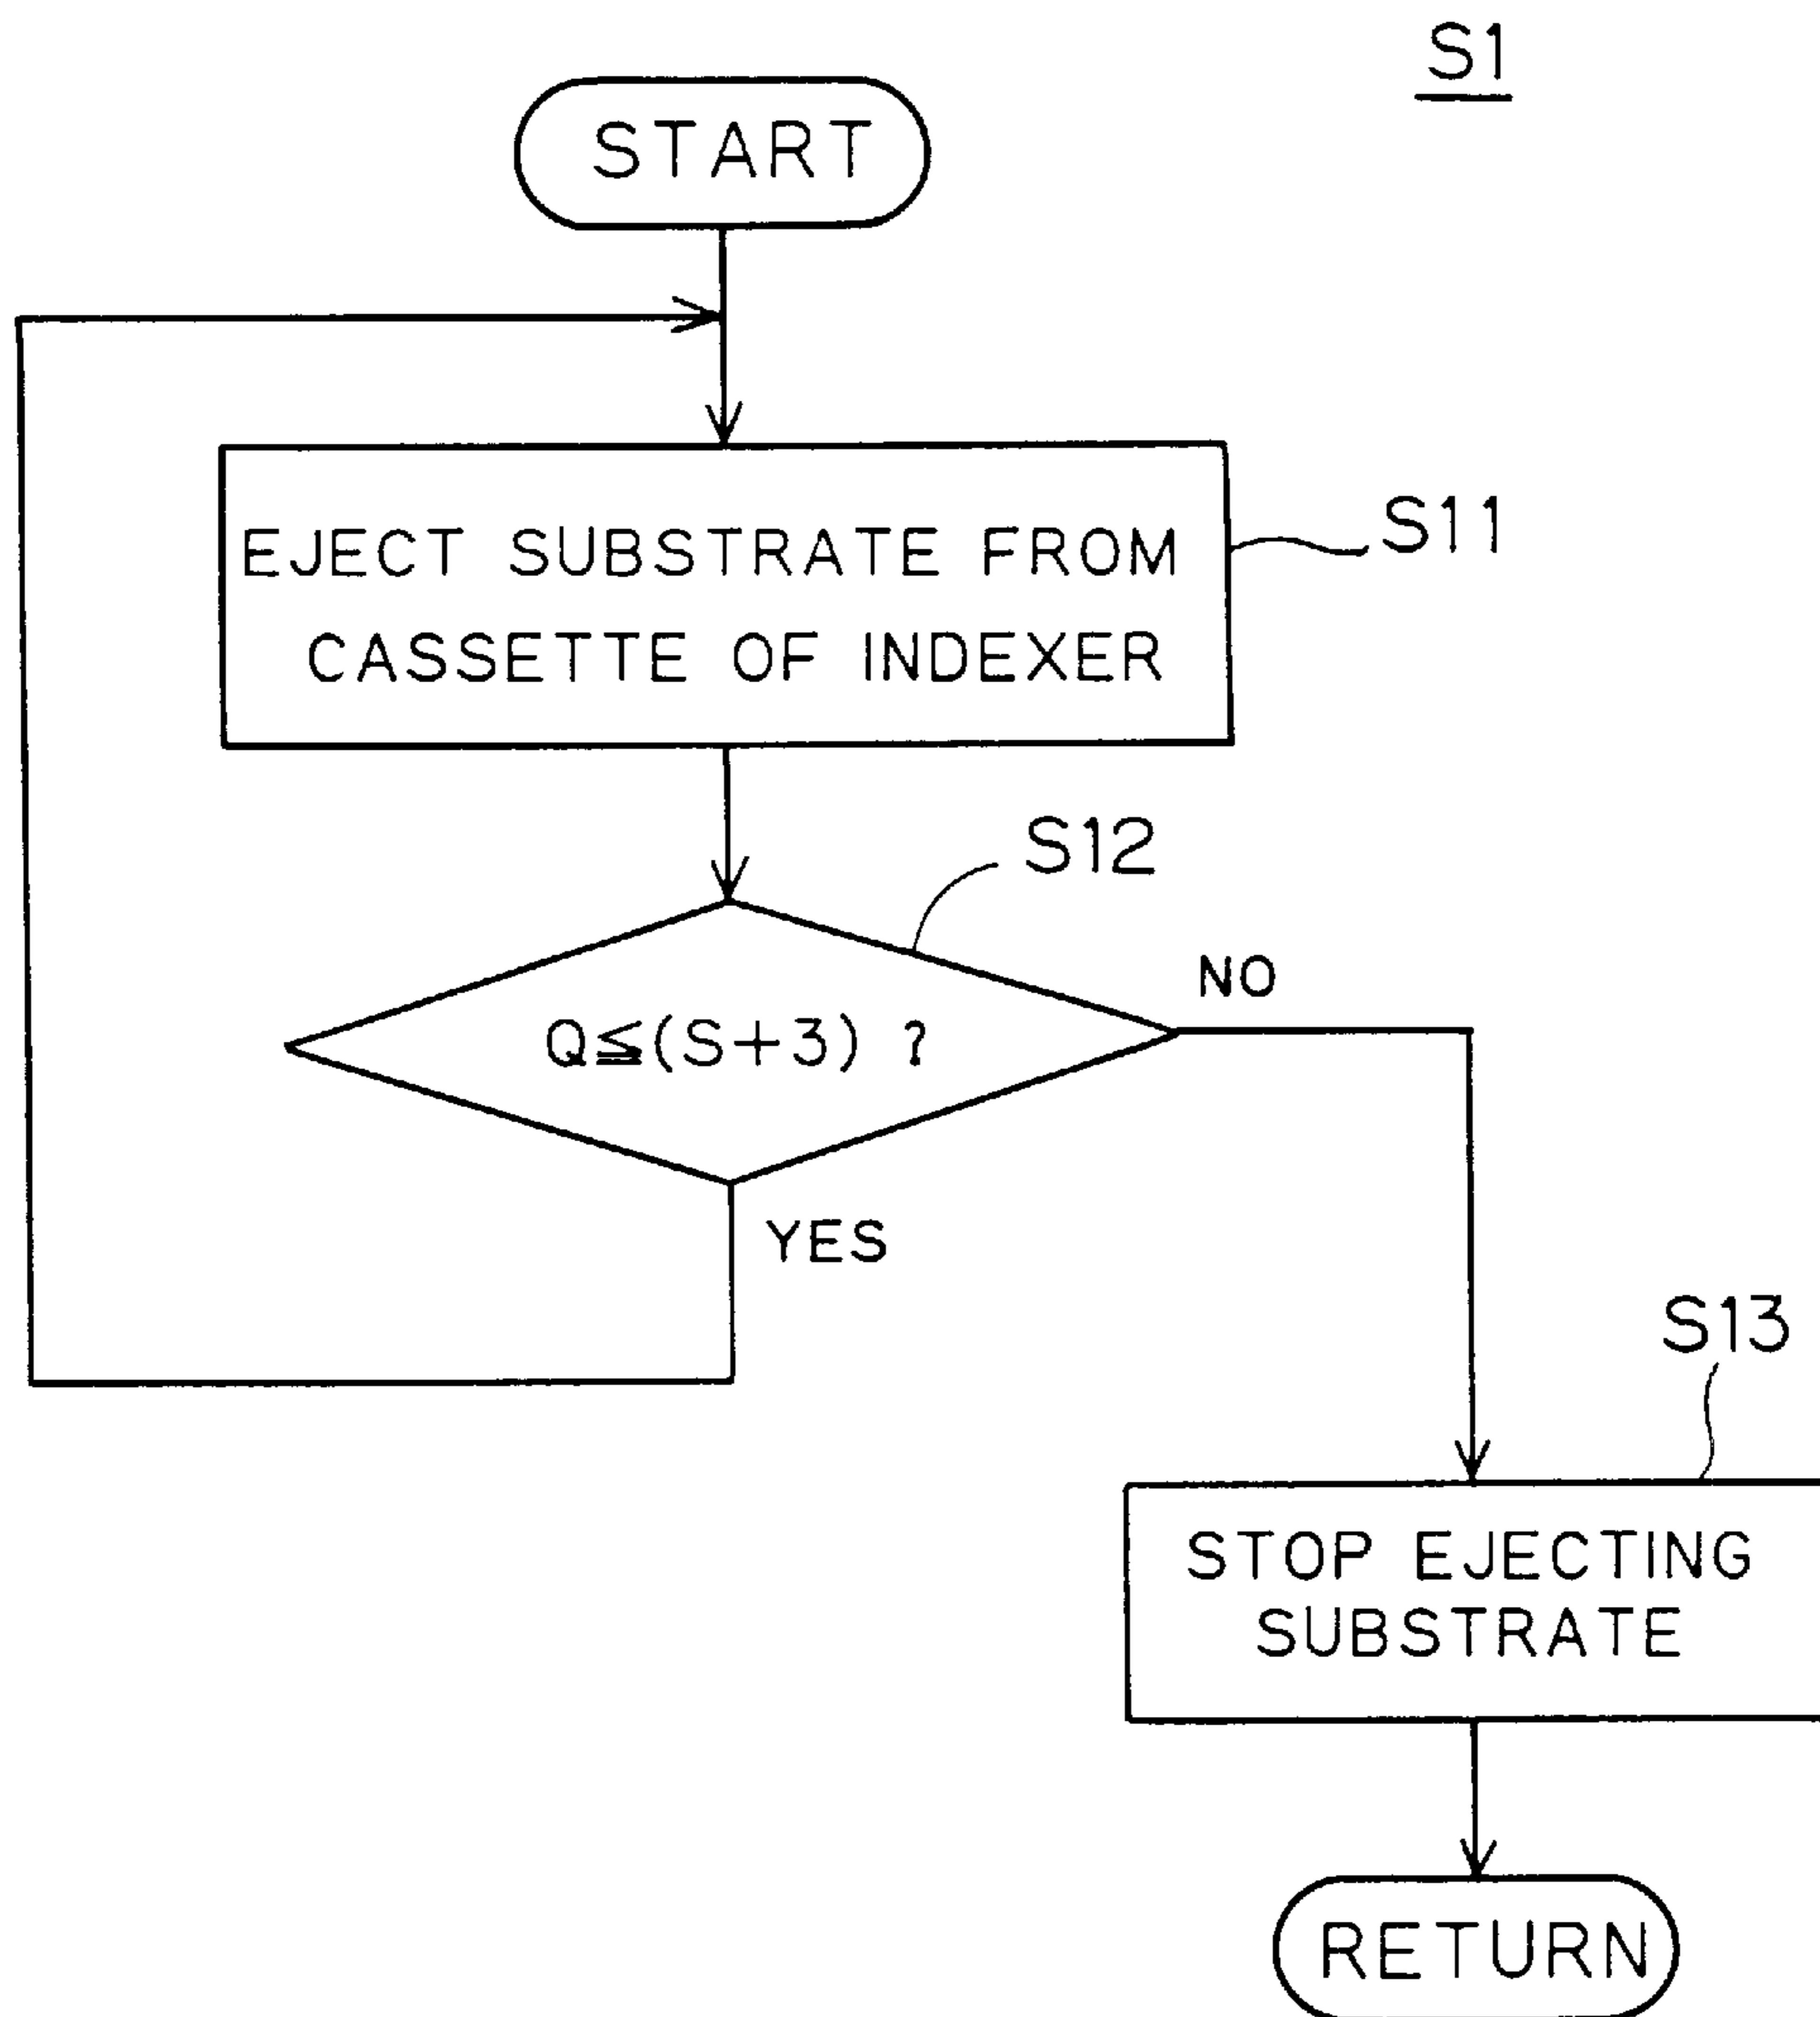 S1
START
EJECT SUBSTRATE FROM
CASSETTE OF INDEXER
S11
S12
Q≦(S+3) ?
NO
YES
S13
STOP EJECTING
SUBSTRATE
RETURN